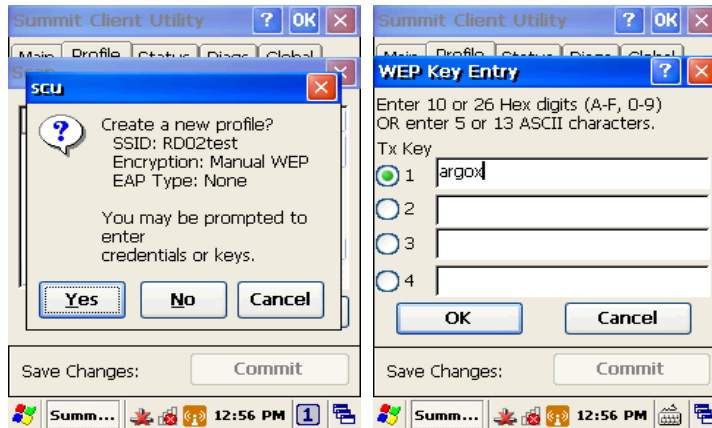 Summit Client Utility ? OK
Main Profile Status Diags Global
Scan
scu
Create a new profile?
SSID: RD02test
Encryption: Manual WEP
EAP Type: None
You may be prompted to
enter
credentials or keys.
Yes No Cancel
Save Changes: Commit
Summ... 12:56 PM 1
Summit Client Utility ? OK
Main Profile Status Diags Global
WEP Key Entry ?
Enter 10 or 26 Hex digits (A-F, 0-9)
OR enter 5 or 13 ASCII characters.
Tx Key
1 argox
2
3
4
OK Cancel
Save Changes: Commit
Summ... 12:56 PM